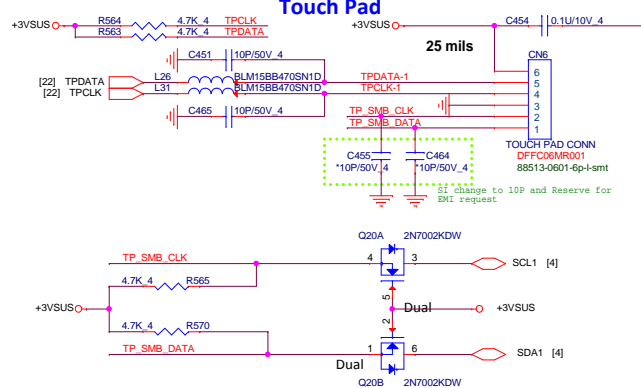 Touch Pad
+3VSUS
R564
4.7K_4
TPCLK
R563
4.7K_4
TPDATA
+3VSUS
C454
0.1U/10V_4
25 mils
C451
10P/50V_4
CN6
[22] TPDATA
L26
BLM15BB470SN1D
TPDATA-1
[22] TPCLK
L31
BLM15BB470SN1D
TPCLK-1
6
5
4
3
2
1
C465
10P/50V_4
TP_SMB_CLK
TP_SMB_DATA
TOUCH PAD CONN
DFFC06MR001
88513-0601-6p-l-smt
C455
*10P/50V_4
C464
*10P/50V_4
SI change to 10P and Reserve for
EMI request
Q20A
2N7002KDW
TP_SMB_CLK
4
3
SCL1 [4]
4.7K_4
R565
5
Dual
+3VSUS
+3VSUS
2
4.7K_4
R570
TP_SMB_DATA
1
6
SDA1 [4]
Dual
Q20B
2N7002KDW